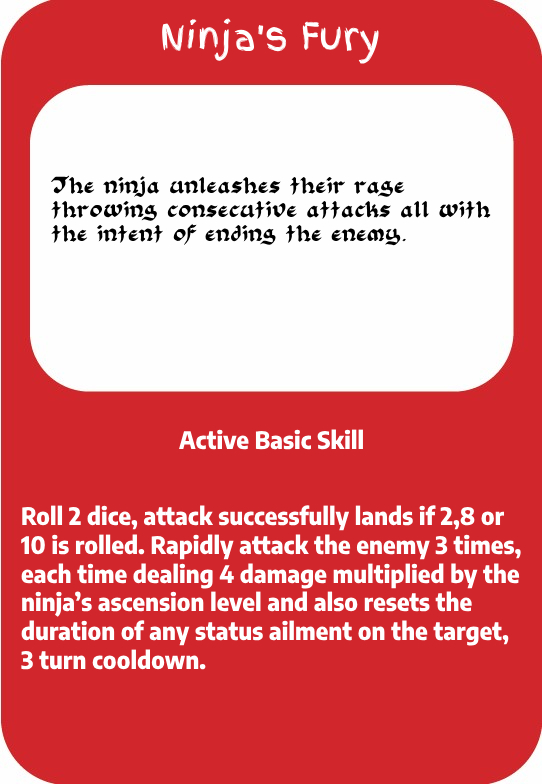 Ninja's Fury
The ninja unleashes their rage
throwing consecutive attacks all with
the intent of ending the enemy.
Active Basic Skill
Roll 2 dice, attack successfully lands if 2,8 or
10 is rolled. Rapidly attack the enemy 3 times,
each time dealing 4 damage multiplied by the
ninja’s ascension level and also resets the
duration of any status ailment on the target,
3 turn cooldown.